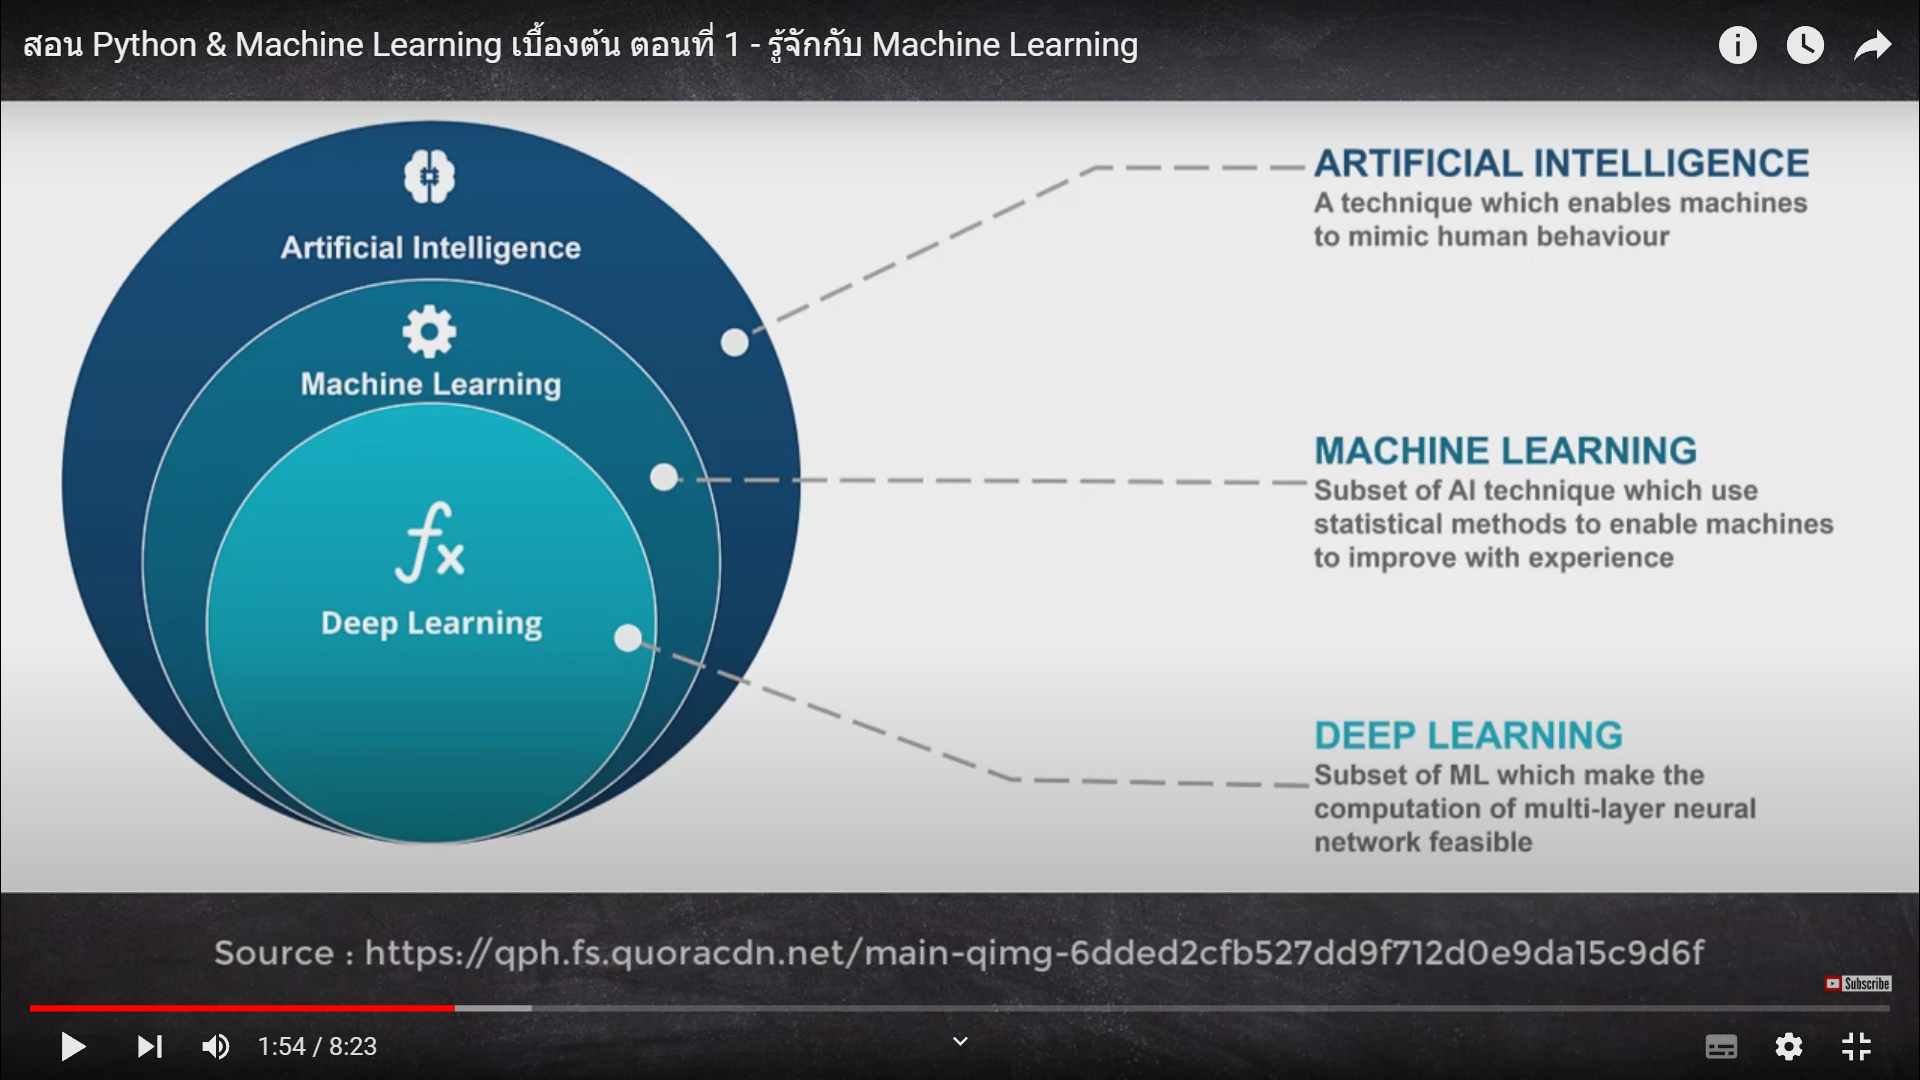 สอน Python & Machine Learning เบื้องต้น ตอนที่ 1 - รู้จักกับ Machine Learning
Artificial Intelligence
Machine Learning
fx
Deep Learning
ARTIFICIAL INTELLIGENCE
A technique which enables machines
to mimic human behaviour
MACHINE LEARNING
Subset of AI technique which use
statistical methods to enable machines
to improve with experience
DEEP LEARNING
Subset of ML which make the
computation of multi-layer neural
network feasible
Source : https://qph.fs.quoracdn.net/main-qimg-6dded2cfb527dd9f712d0e9da15c9d6f
Subscribe
1:54 / 8:23